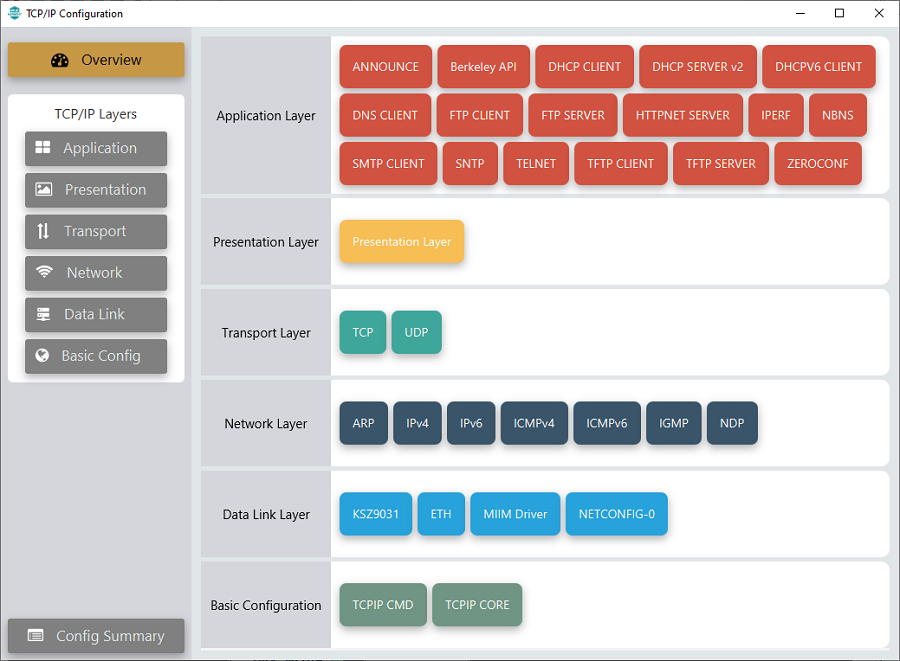 TCP/IP Configuration
Overview
TCP/IP Layers
Application
Presentation
Transport
Network
Data Link
Basic Config
Config Summary
Application Layer
ANNOUNCE Berkeley API DHCP CLIENT DHCP SERVER v2 DHCPV6 CLIENT
DNS CLIENT FTP CLIENT FTP SERVER HTTPNET SERVER IPERF NBNS
SMTP CLIENT SNTP TELNET TFTP CLIENT TFTP SERVER ZEROCONF
Presentation Layer
Presentation Layer
Transport Layer
TCP UDP
Network Layer
ARP IPv4 IPv6 ICMPv4 ICMPv6 IGMP NDP
Data Link Layer
KSZ9031 ETH MIIM Driver NETCONFIG-0
Basic Configuration
TCPIP CMD TCPIP CORE